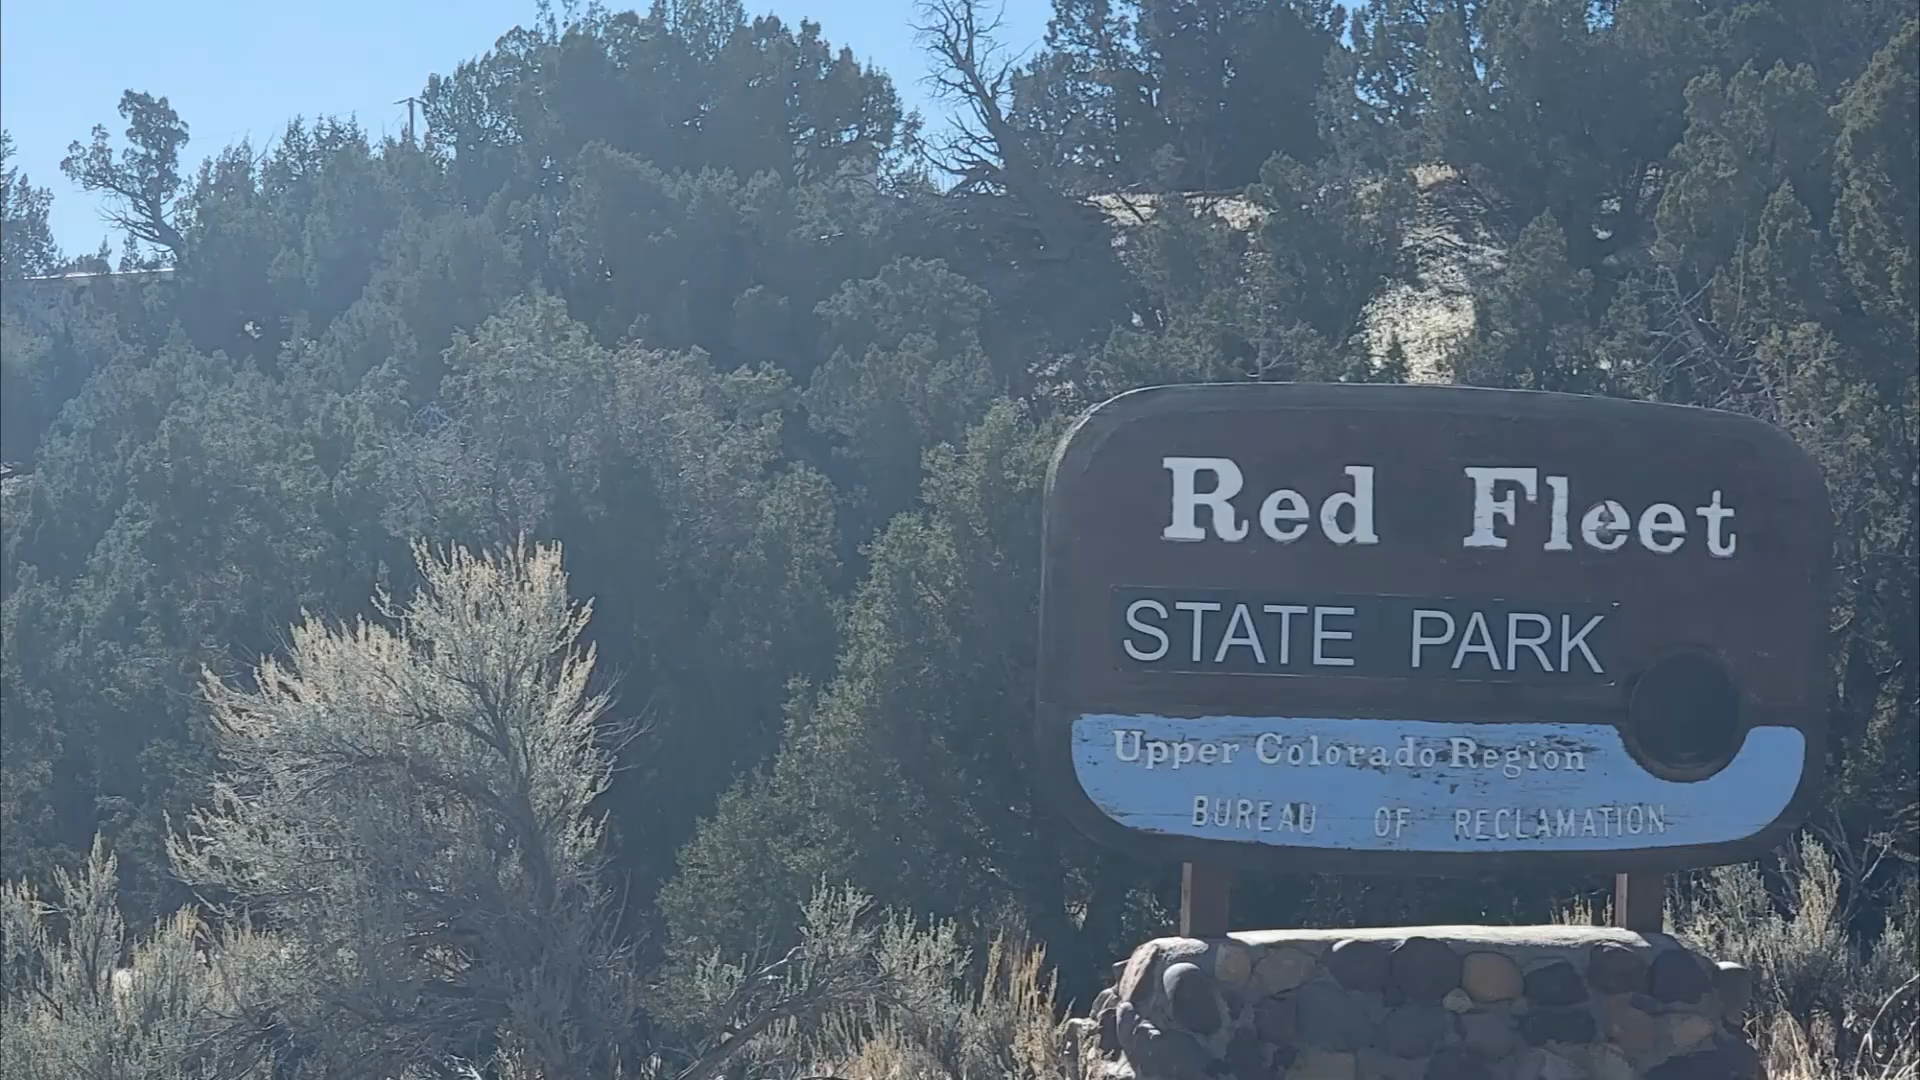 Red Fleet
STATE PARK
Upper Colorado Region
BUREAU OF RECLAMATION